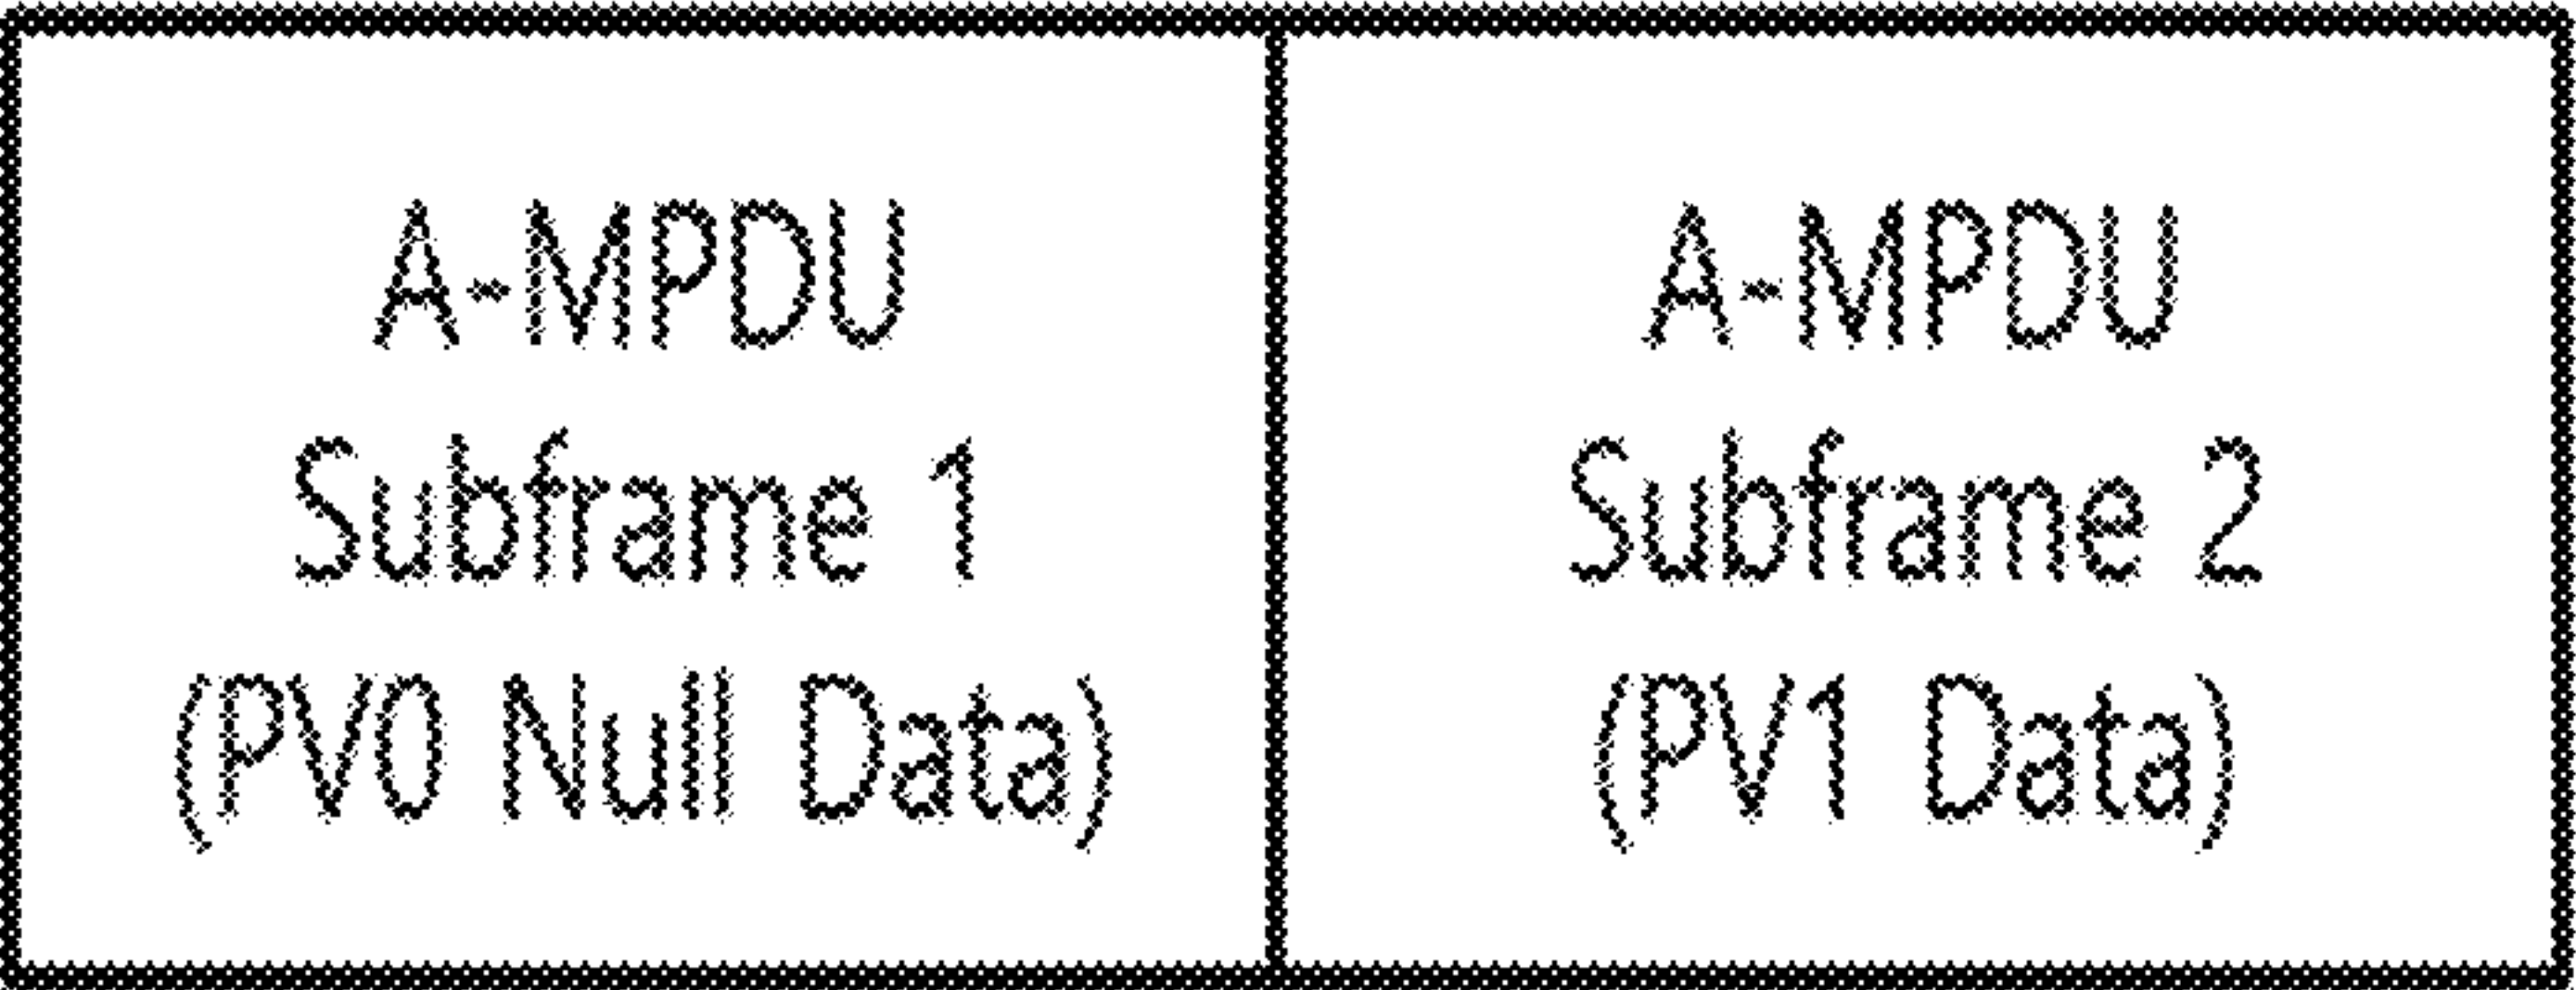 A-MPDU
Subframe 1
(PV0 Null Data)
A-MPDU
Subframe 2
(PV1 Data)